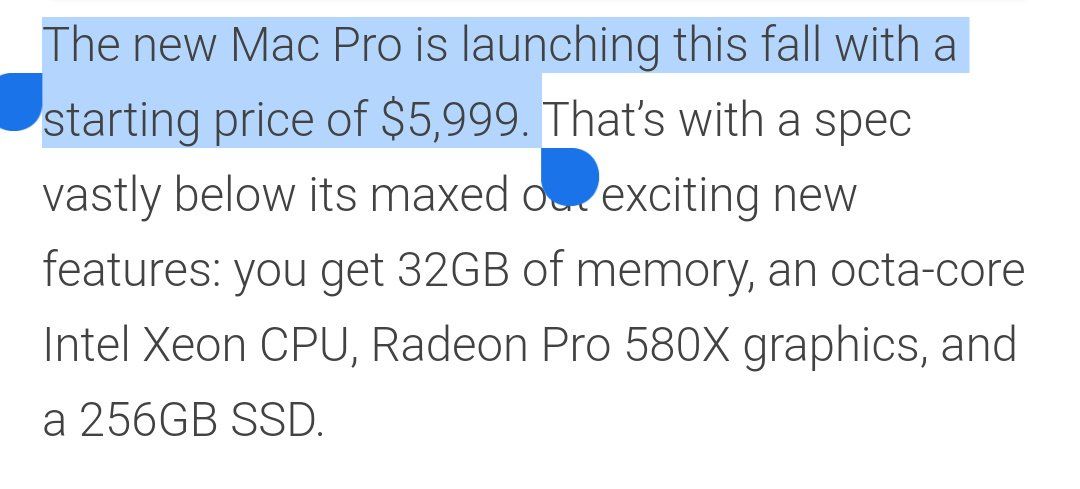 The new Mac Pro is launching this fall with a
starting price of $5,999. That's with a spec
vastly below its maxed out exciting new
features: you get 32GB of memory, an octa-core
Intel Xeon CPU, Radeon Pro 580X graphics, and
a 256GB SSD.